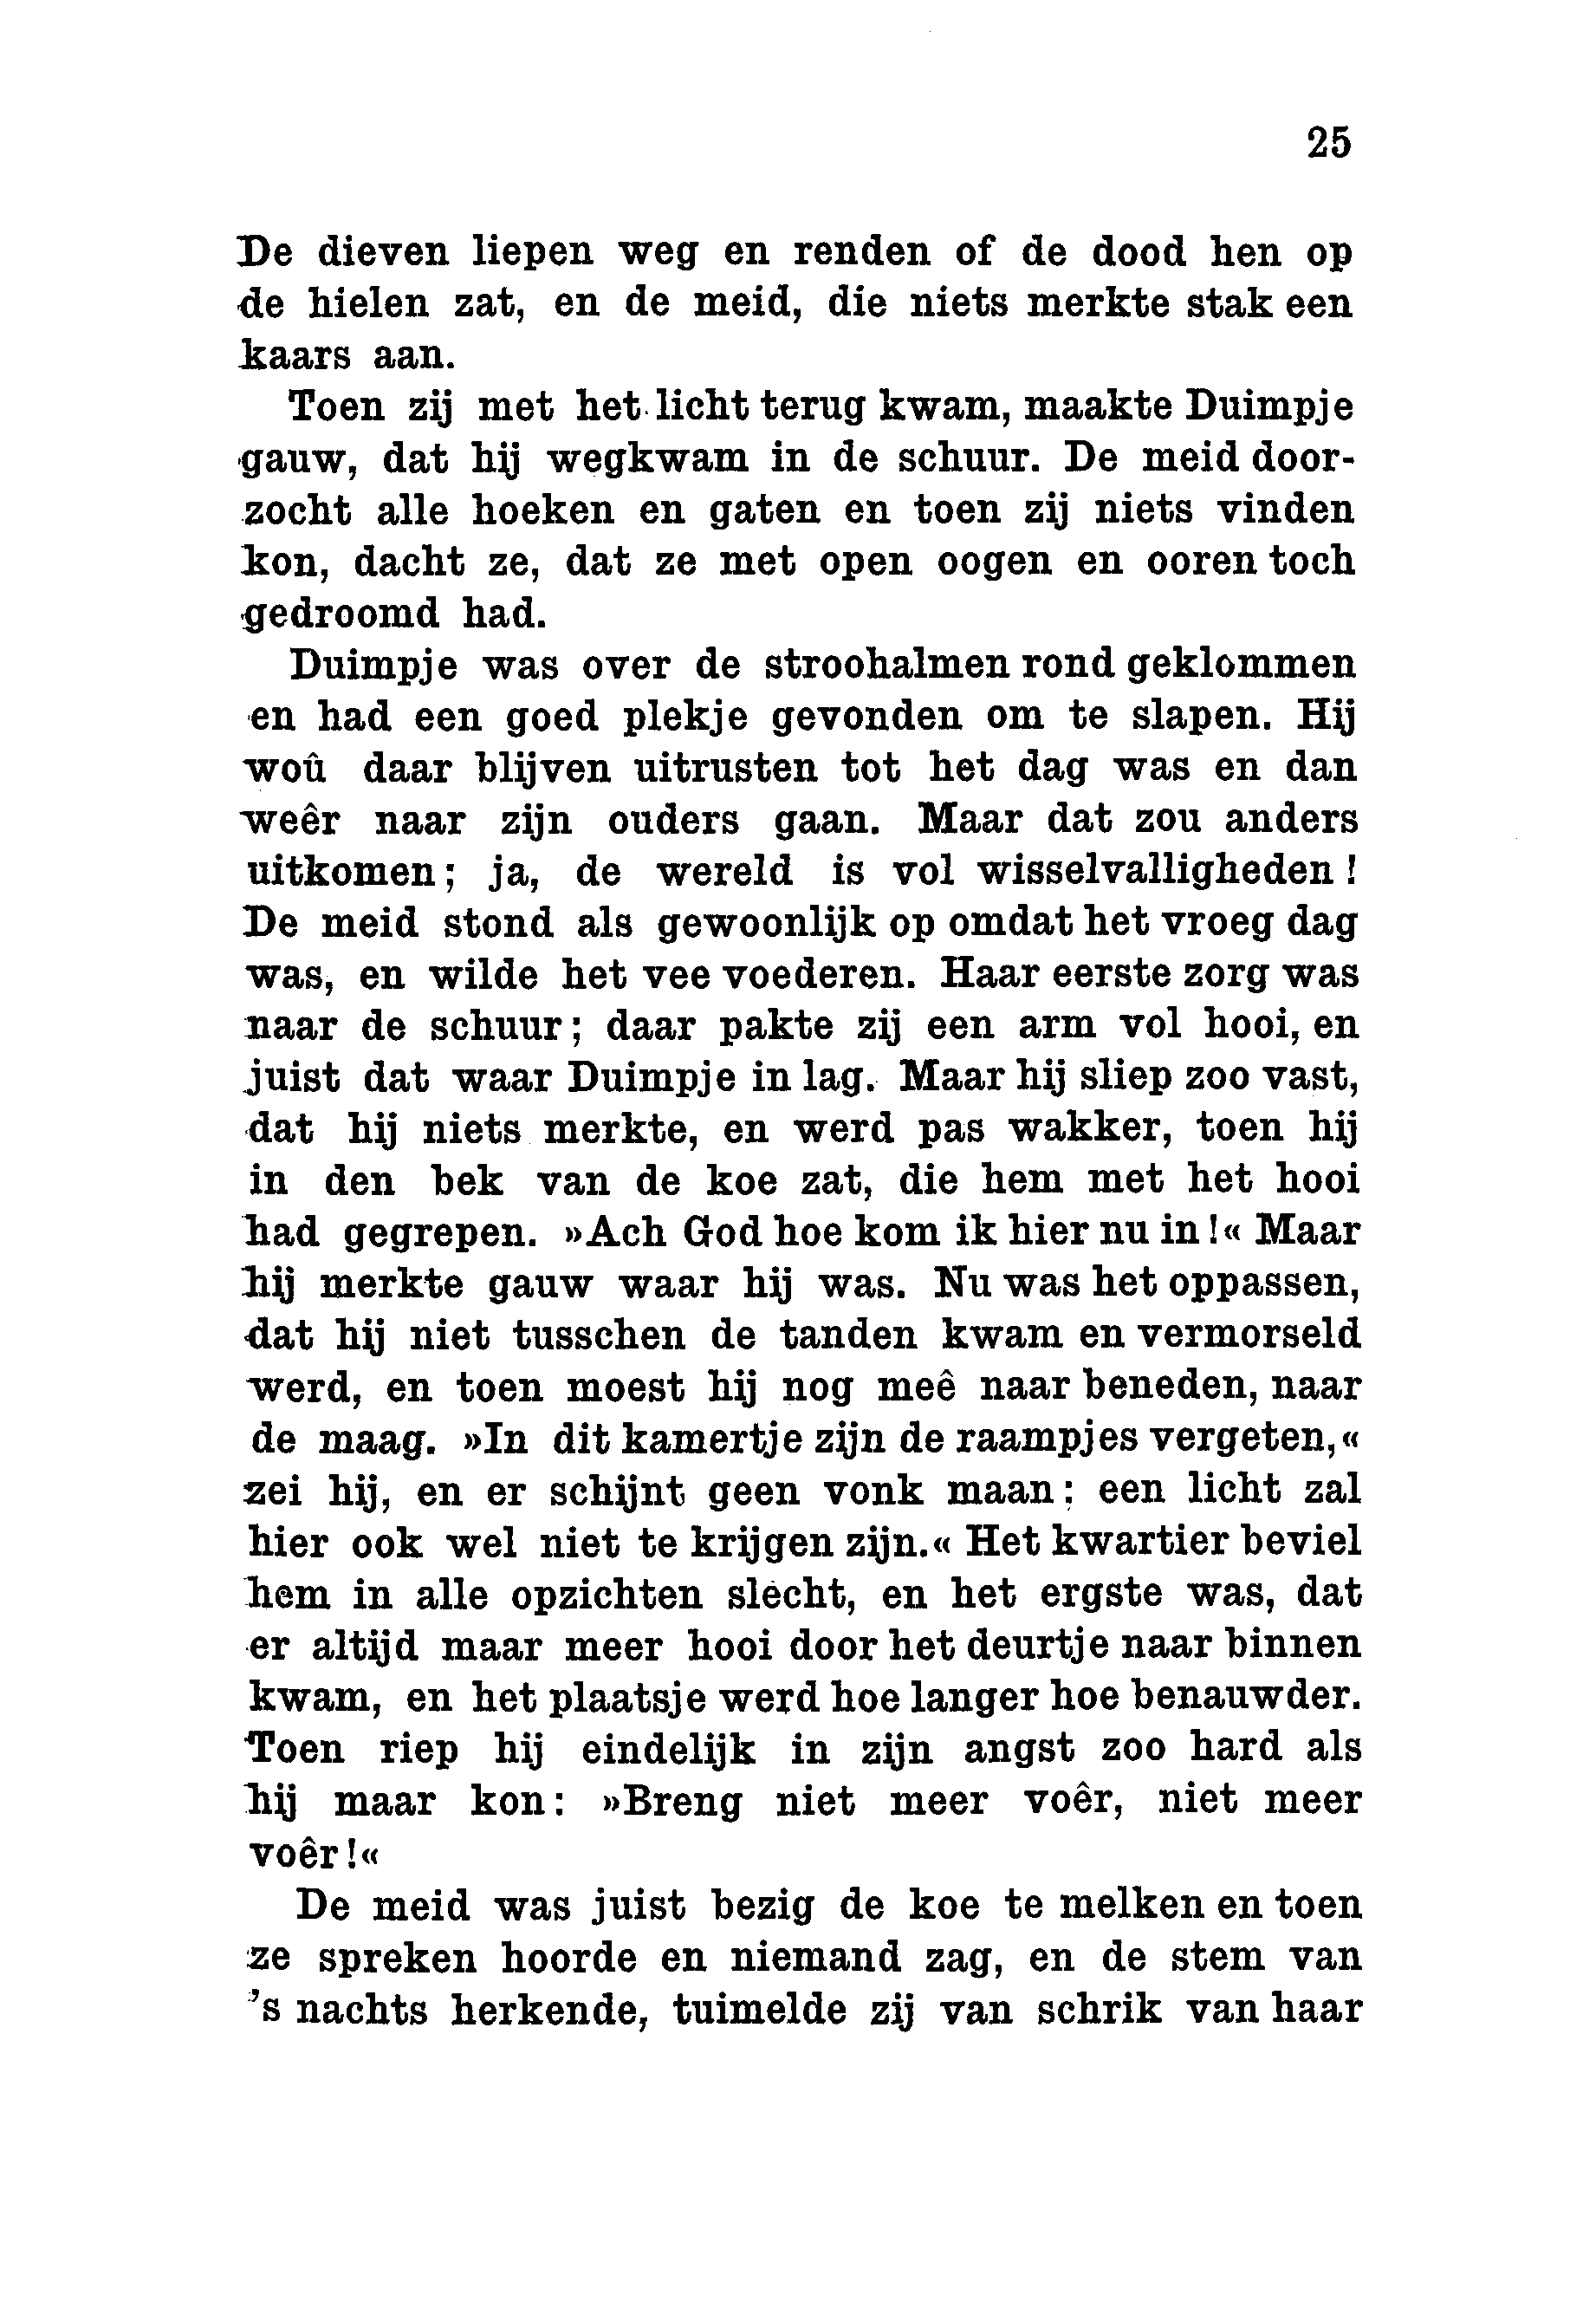 25
De dieven liepen weg en renden of de dood hen op
de hielen zat, en de meid, die niets merkte stak een
kaars aan.
Toen zij met het licht terug kwam, maakte Duimpje
gauw, dat hij wegkwam in de schuur. De meid door-
zocht alle hoeken en gaten en toen zij niets vinden
kon, dacht ze, dat ze met open oogen en ooren toch
gedroomd had.
Duimpje was over de stroohalmen rond geklommen
en had een goed plekje gevonden om te slapen. Hij
woû daar blijven uitrusten tot het dag was en dan
weêr naar zijn ouders gaan. Maar dat zou anders
uitkomen; ja, de wereld is vol wisselvalligheden!
De meid stond als gewoonlijk op omdat het vroeg dag
was, en wilde het vee voederen. Haar eerste zorg was
naar de schuur; daar pakte zij een arm vol hooi, en
juist dat waar Duimpje in lag. Maar hij sliep zoo vast,
dat hij niets merkte, en werd pas wakker, toen hij
in den bek van de koe zat, die hem met het hooi
had gegrepen. »Ach God hoe kom ik hier nu in!« Maar
hij merkte gauw waar hij was. Nu was het oppassen,
dat hij niet tusschen de tanden kwam en vermorseld
werd, en toen moest hij nog meê naar beneden, naar
de maag. »In dit kamertje zijn de raampjes vergeten,«
zei hij, en er schijnt geen vonk maan; een licht zal
hier ook wel niet te krijgen zijn.« Het kwartier beviel
hem in alle opzichten slecht, en het ergste was, dat
er altijd maar meer hooi door het deurtje naar binnen
kwam, en het plaatsje werd hoe langer hoe benauwder.
Toen riep hij eindelijk in zijn angst zoo hard als
hij maar kon: »Breng niet meer voêr, niet meer
voêr!«
De meid was juist bezig de koe te melken en toen
ze spreken hoorde en niemand zag, en de stem van
's nachts herkende, tuimelde zij van schrik van haar